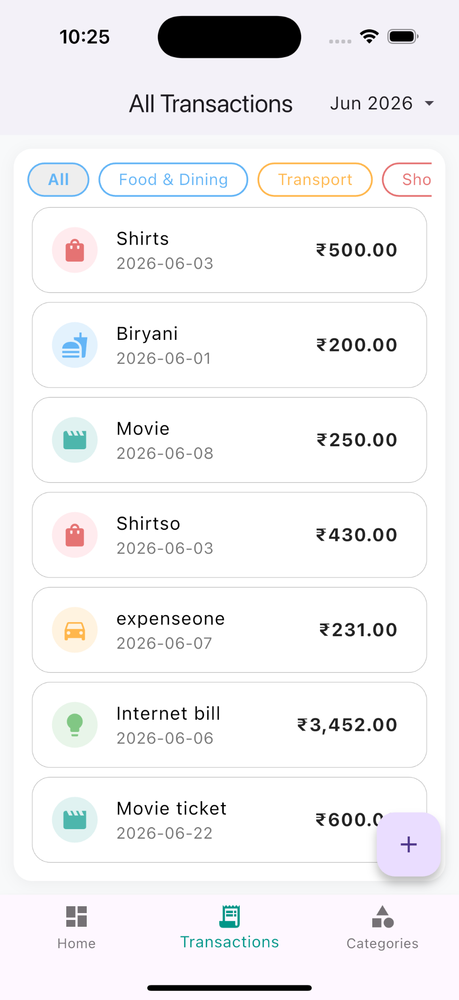 10:25
All Transactions
Jun 2026
All
Food & Dining
Transport
Sho
Shirts
2026-06-03
₹500.00
Biryani
2026-06-01
₹200.00
Movie
2026-06-08
₹250.00
Shirtso
2026-06-03
₹430.00
expenseone
2026-06-07
₹231.00
Internet bill
2026-06-06
₹3,452.00
Movie ticket
2026-06-22
₹600.0
Home
Transactions
Categories